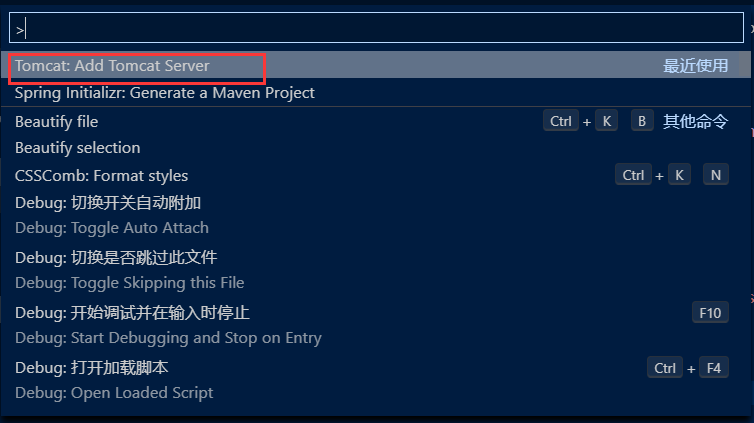 >
Tomcat: Add Tomcat Server 最近使用
Spring Initializr: Generate a Maven Project
Beautify file Ctrl + K B 其他命令
Beautify selection
CSSComb: Format styles Ctrl + K N
Debug: 切换开关自动附加
Debug: Toggle Auto Attach
Debug: 切换是否跳过此文件
Debug: Toggle Skipping this File
Debug: 开始调试并在输入时停止 F10
Debug: Start Debugging and Stop on Entry
Debug: 打开加载脚本 Ctrl + F4
Debug: Open Loaded Script